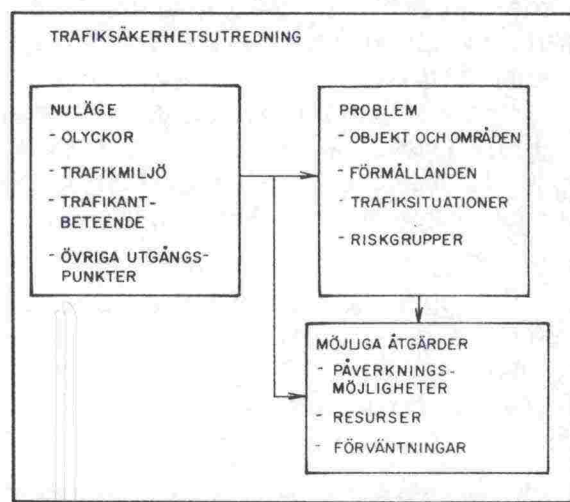 TRAFIKSÄKERHETSUTREDNING
NULÄGE
- OLYCKOR
- TRAFIKMILJÖ
- TRAFIKANT-
BETEENDE
- ÖVRIGA UTGÅNGS-
PUNKTER
PROBLEM
- OBJEKT OCH OMRÅDEN
- FÖRMÅLLANDEN
- TRAFIKSITUATIONER
- RISKGRUPPER
MÖJLIGA ÅTGÄRDER
- PÅVERKNINGS-
MÖJLIGHETER
- RESURSER
- FÖRVÄNTNINGAR